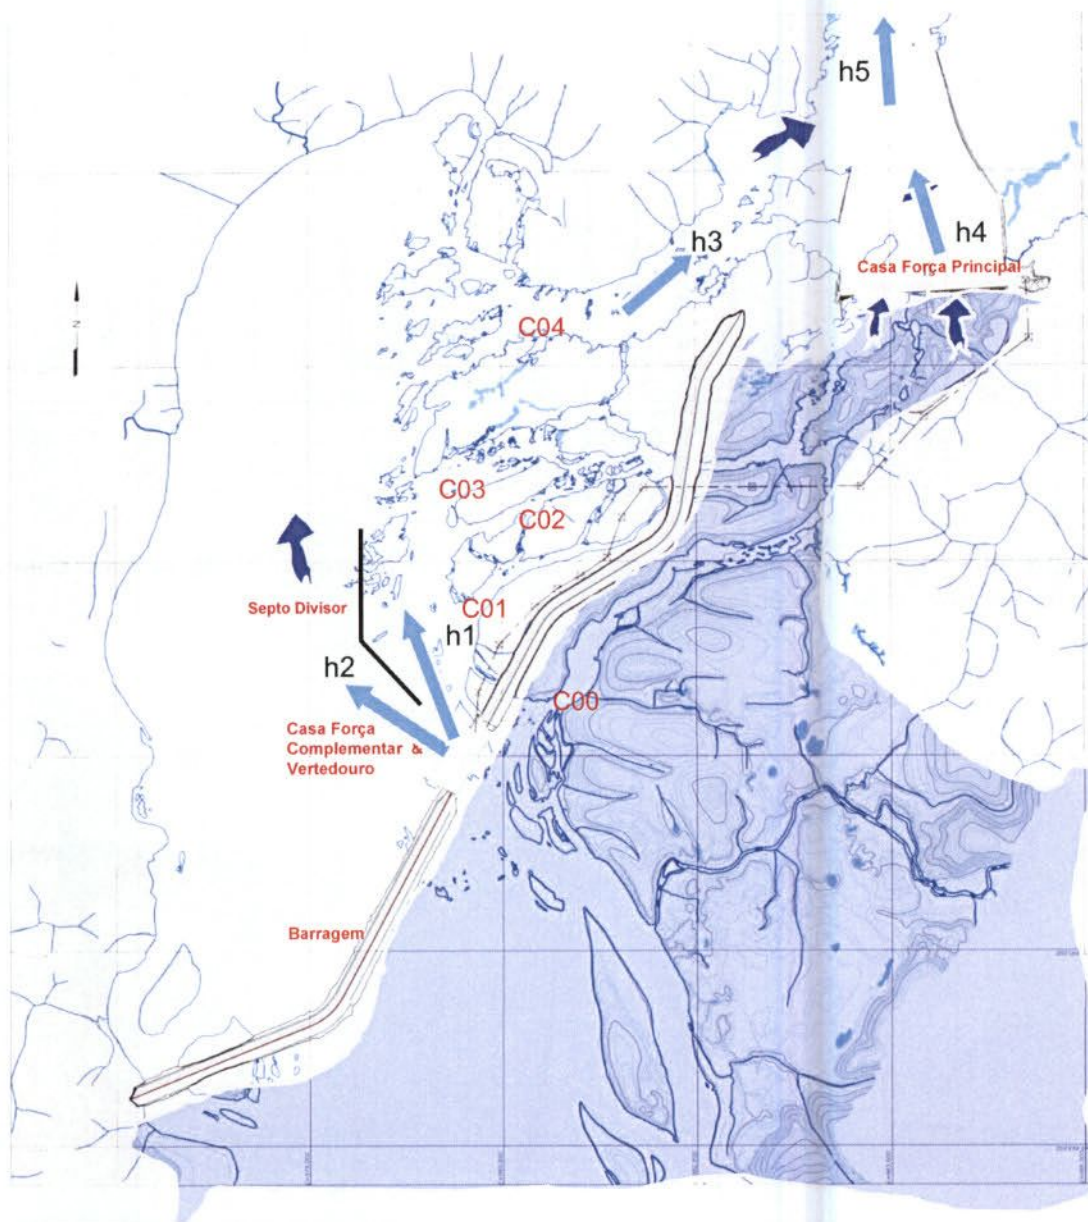 h5
h4
h3
Casa Força Principal
N
C04
C03
C02
Septo Divisor
C01
h1
h2
C00
Casa Força
Complementar &
Vertedouro
Barragem